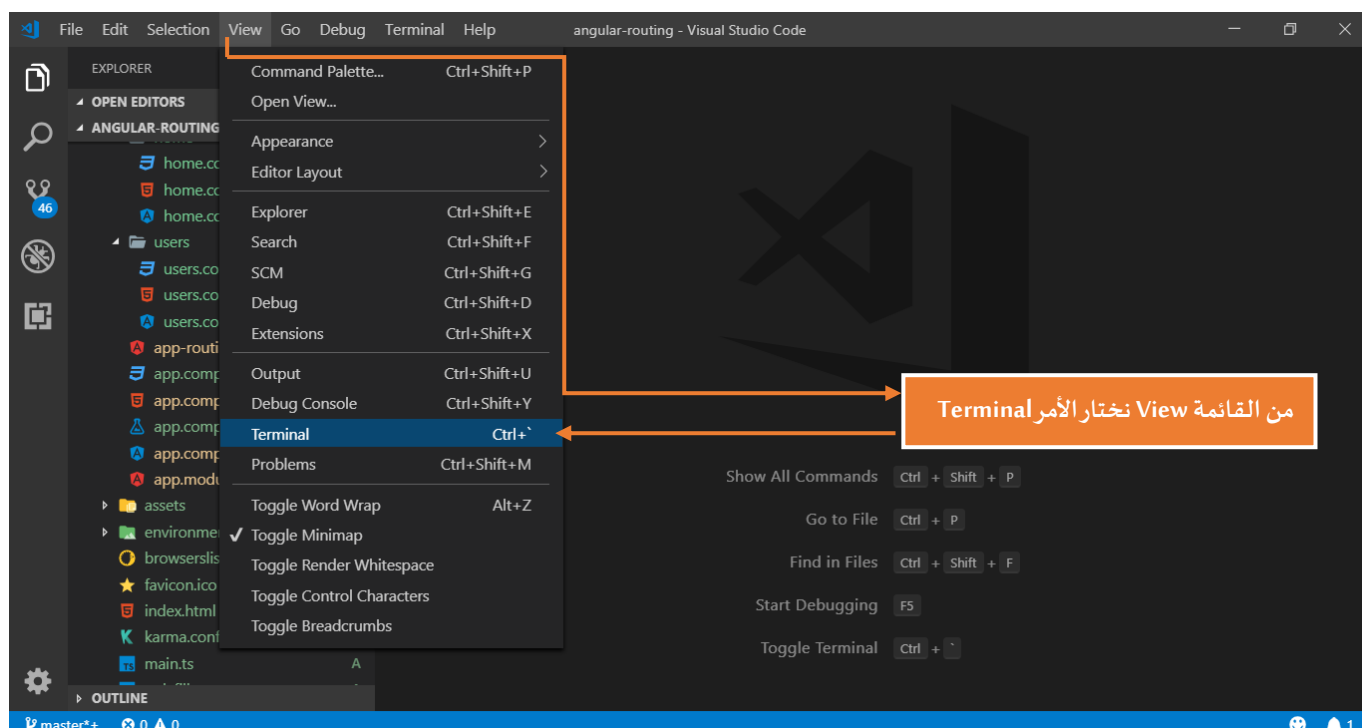 File Edit Selection View Go Debug Terminal Help angular-routing - Visual Studio Code
EXPLORER
OPEN EDITORS
ANGULAR-ROUTING
home.cc
home.cc
home.cc
users
users.co
users.co
users.co
app-routi
app.comp
app.comp
app.comp
app.comp
app.modu
assets
environme
browserslis
favicon.ico
index.html
karma.conf
main.ts A
OUTLINE
46
Command Palette... Ctrl+Shift+P
Open View...
Appearance
Editor Layout
Explorer Ctrl+Shift+E
Search Ctrl+Shift+F
SCM Ctrl+Shift+G
Debug Ctrl+Shift+D
Extensions Ctrl+Shift+X
Output Ctrl+Shift+U
Debug Console Ctrl+Shift+Y
Terminal Ctrl+`
Problems Ctrl+Shift+M
Toggle Word Wrap Alt+Z
Toggle Minimap
Toggle Render Whitespace
Toggle Control Characters
Toggle Breadcrumbs
من القائمة View نختار الأمر Terminal
Show All Commands Ctrl + Shift + P
Go to File Ctrl + P
Find in Files Ctrl + Shift + F
Start Debugging F5
Toggle Terminal Ctrl + `
master*+ 0 0 1